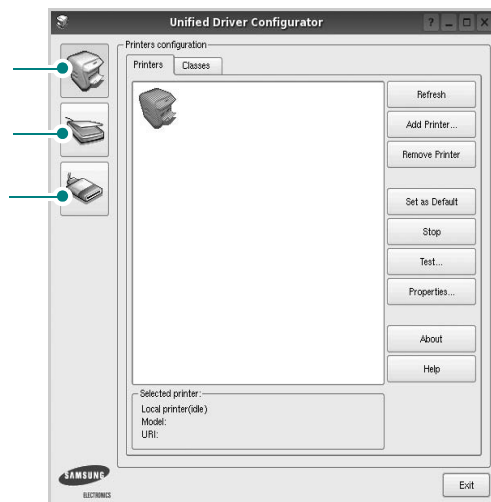 Unified Driver Configurator
?
Printers configuration
Printers
Classes
Refresh
Add Printer...
Remove Printer
Set as Default
Stop
Test...
Properties...
About
Help
Selected printer:
Local printer(idle)
Model:
URI:
SAMSUNG
ELECTRONICS
Exit